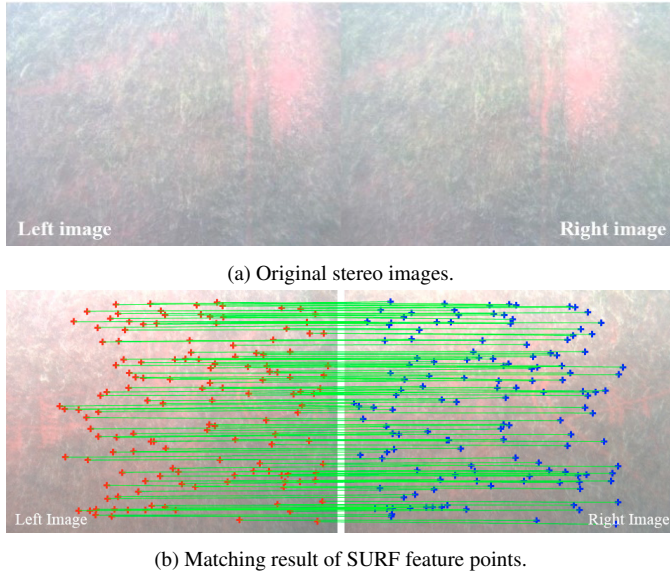 Left image
Right image
(a) Original stereo images.
Left Image
Right Image
(b) Matching result of SURF feature points.